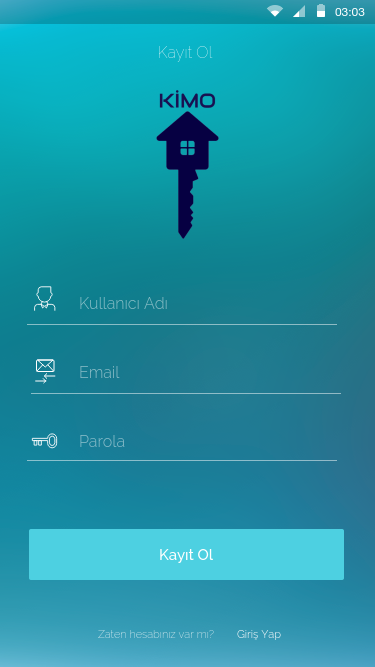 03:03
Kayıt Ol
KİMO
Kullanıcı Adı
Email
Parola
Kayıt Ol
Zaten hesabınız var mı? Giriş Yap